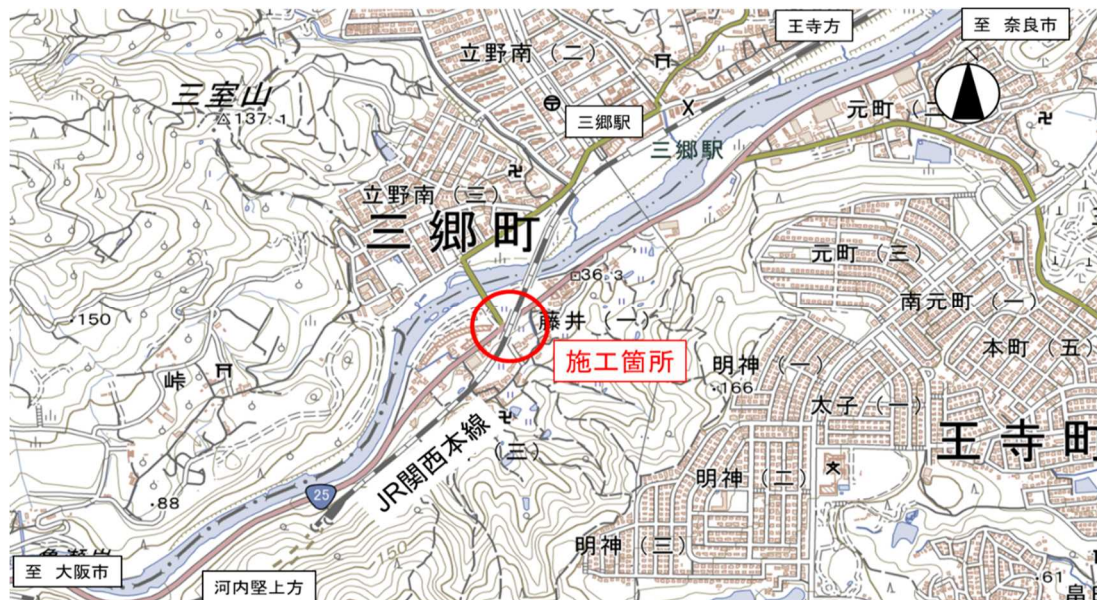 王寺方
至 奈良市
立野南(二)
三室山
137.1
200
三郷駅
元町(二
三郷駅
立野南(三)
三郷町
36.3
元町(三)
南元町(一)
150
藤井(一)
本町(五)
施工箇所
明神(一)
166
峠
太子(一)
王寺町
JR関西本線
(三)
明神(二)
25
88
明神(三)
150
至 大阪市
河内堅上方
61
畠田